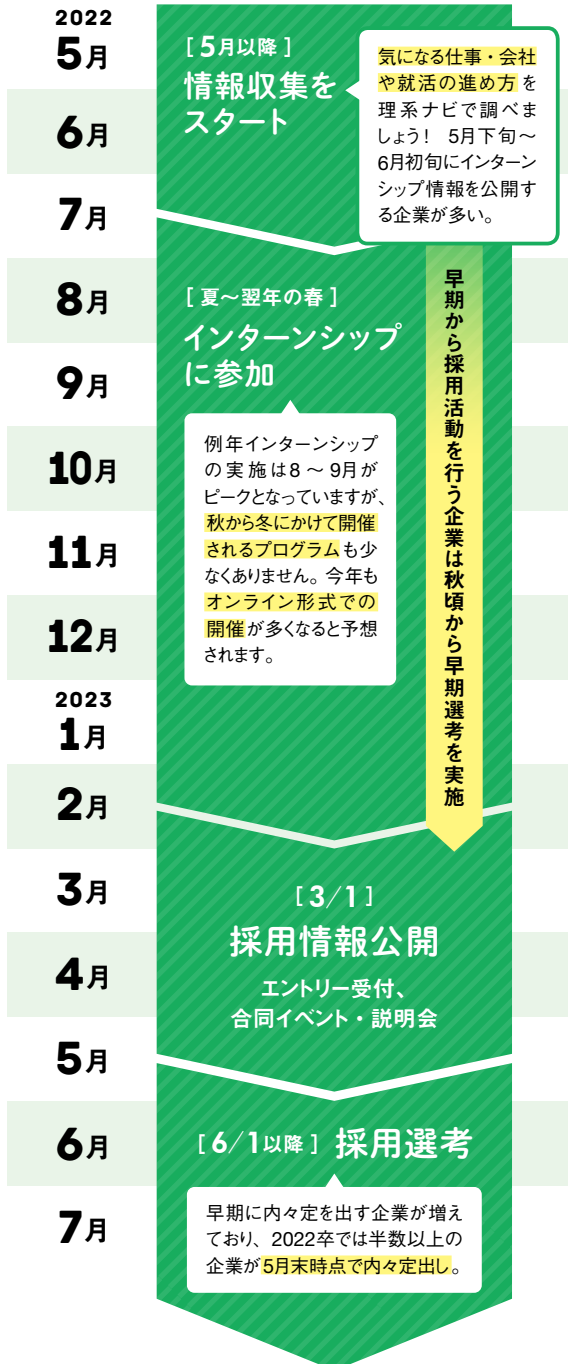 2022
5月
6月
7月
8月
9月
10月
11月
12月
2023
1月
2月
3月
4月
5月
6月
7月
[ 5月以降 ]
情報収集を
スタート
気になる仕事・会社
や就活の進め方を
理系ナビで調べま
しょう! 5月下旬〜
6月初旬にインターン
シップ情報を公開す
る企業が多い。
[ 夏〜翌年の春 ]
インターンシップ
に参加
例年インターンシップ
の実施は8〜9月が
ピークとなっていますが、
秋から冬にかけて開催
されるプログラムも少
なくありません。今年も
オンライン形式での
開催が多くなると予想
されます。
早期から採用活動を行う企業は秋頃から早期選考を実施
[ 3/1 ]
採用情報公開
エントリー受付、
合同イベント・説明会
[ 6/1以降 ] 採用選考
早期に内々定を出す企業が増え
ており、2022卒では半数以上の
企業が5月末時点で内々定出し。